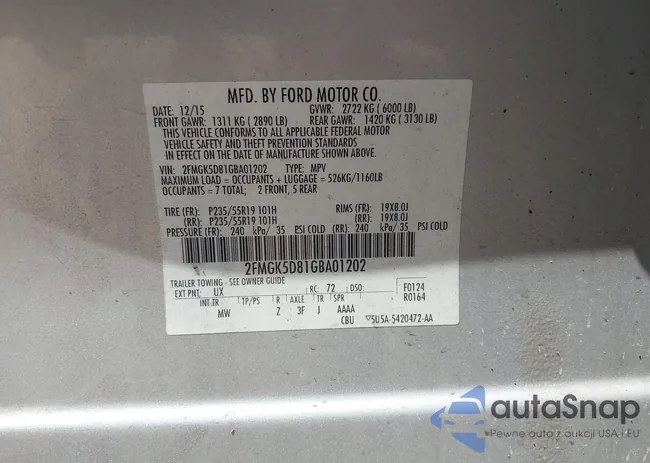 MFD. BY FORD MOTOR CO.
DATE: 12/15 GVWR: 2722 KG ( 6000 LB)
FRONT GAWR: 1311 KG ( 2890 LB) REAR GAWR: 1420 KG ( 3130 LB)
THIS VEHICLE CONFORMS TO ALL APPLICABLE FEDERAL MOTOR
VEHICLE SAFETY AND THEFT PREVENTION STANDARDS
IN EFFECT ON THE DATE OF MANUFACTURE SHOWN ABOVE.
VIN: 2FMGK5D81GBA01202 TYPE: MPV
MAXIMUM LOAD = OCCUPANTS + LUGGAGE = 526KG/1160LB
OCCUPANTS = 7 TOTAL; 2 FRONT, 5 REAR
TIRE (FR): P235/55R19 101H RIMS (FR): 19X8.0J
(RR): P235/55R19 101H (RR): 19X8.0J
PRESSURE (FR): 240 kPa/ 35 PSI COLD (RR): 240 kPa/ 35 PSI COLD
2FMGK5D81GBA01202
TRAILER TOWING - SEE OWNER GUIDE
EXT PNT: UX RC: 72 DSO: F0124
R0164
INT TR TP/PS R AXLE TR SPR
MW Z 3F J AAAA
CBU ▽5U5A-5420472-AA
autaSnap
Pewne auto z aukcji USA i EU